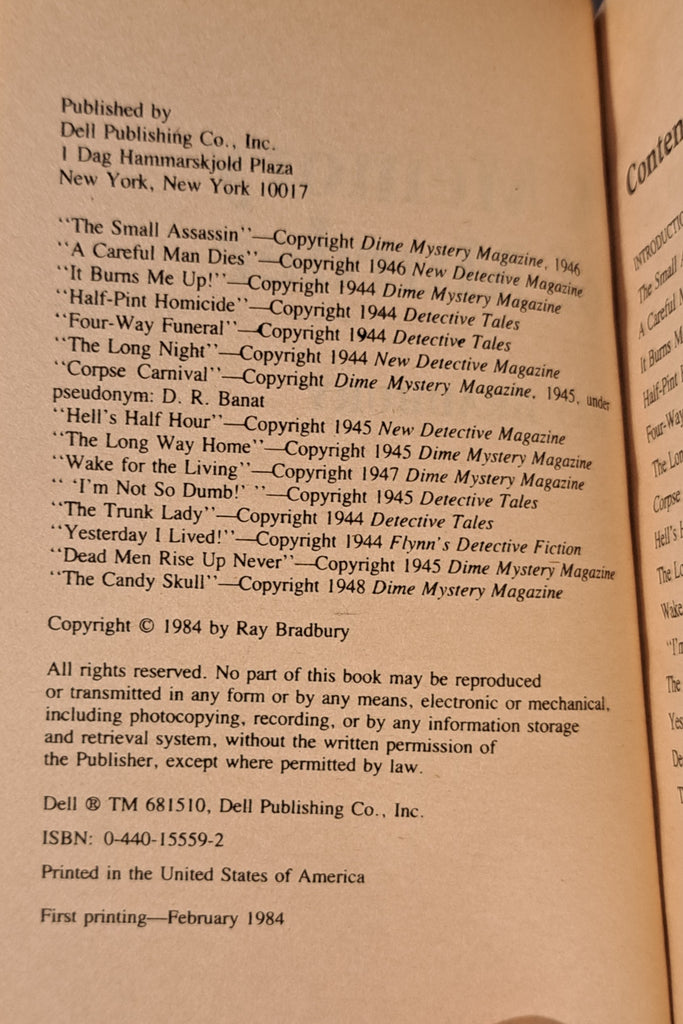 Published by
Dell Publishing Co., Inc.
1 Dag Hammarskjold Plaza
New York, New York 10017
“The Small Assassin”—Copyright Dime Mystery Magazine, 1946
“A Careful Man Dies”—Copyright 1946 New Detective Magazine
“It Burns Me Up!”—Copyright 1944 Dime Mystery Magazine
“Half-Pint Homicide”—Copyright 1944 Detective Tales
“Four-Way Funeral”—Copyright 1944 Detective Tales
“The Long Night”—Copyright 1944 New Detective Magazine
“Corpse Carnival”—Copyright Dime Mystery Magazine, 1945, under
pseudonym: D. R. Banat
“Hell’s Half Hour”—Copyright 1945 New Detective Magazine
“The Long Way Home”—Copyright 1945 Dime Mystery Magazine
“Wake for the Living”—Copyright 1947 Dime Mystery Magazine
“ ‘I’m Not So Dumb!’ ”—Copyright 1945 Detective Tales
“The Trunk Lady”—Copyright 1944 Detective Tales
“Yesterday I Lived!”—Copyright 1944 Flynn’s Detective Fiction
“Dead Men Rise Up Never”—Copyright 1945 Dime Mystery Magazine
“The Candy Skull”—Copyright 1948 Dime Mystery Magazine
Copyright © 1984 by Ray Bradbury
All rights reserved. No part of this book may be reproduced
or transmitted in any form or by any means, electronic or mechanical,
including photocopying, recording, or by any information storage
and retrieval system, without the written permission of
the Publisher, except where permitted by law.
Dell ® TM 681510, Dell Publishing Co., Inc.
ISBN: 0-440-15559-2
Printed in the United States of America
First printing—February 1984
Conten
INTRODUCTIO
The Small
A Careful
It Burns
Half-Pint
Four-Way
The Lon
Corpse
Hell’s
The Lo
Wake
“I’m
The
Yes
De
T